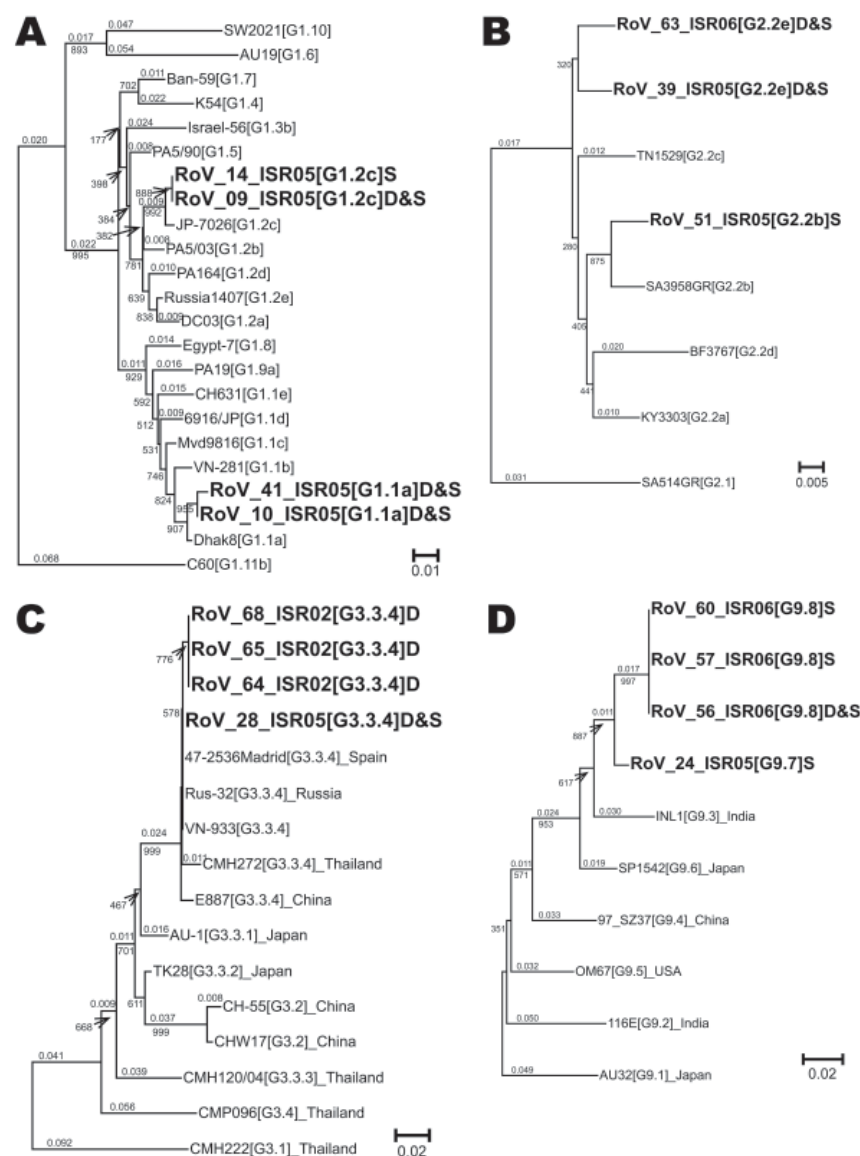 A
0.047
SW2021[G1.10]
0.017
893
0.054
AU19[G1.6]
0.011
Ban-59[G1.7]
702
0.022
K54[G1.4]
0.024
Israel-56[G1.3b]
177
0.008
PA5/90[G1.5]
0.020
398
RoV_14_ISR05[G1.2c]S
888
RoV_09_ISR05[G1.2c]D&S
0.009
992
384
JP-7026[G1.2c]
382
0.022
995
0.008
PA5/03[G1.2b]
781
0.010
PA164[G1.2d]
639
Russia1407[G1.2e]
838
0.009
DC03[G1.2a]
0.014
Egypt-7[G1.8]
0.011
929
0.016
PA19[G1.9a]
592
0.015
CH631[G1.1e]
512
0.009
6916/JP[G1.1d]
531
Mvd9816[G1.1c]
746
VN-281[G1.1b]
824
RoV_41_ISR05[G1.1a]D&S
955
RoV_10_ISR05[G1.1a]D&S
907
Dhak8[G1.1a]
0.068
C60[G1.11b]
0.01
B
RoV_63_ISR06[G2.2e]D&S
320
RoV_39_ISR05[G2.2e]D&S
0.017
0.012
TN1529[G2.2c]
RoV_51_ISR05[G2.2b]S
280
875
SA3958GR[G2.2b]
405
0.020
BF3767[G2.2d]
441
0.010
KY3303[G2.2a]
0.031
SA514GR[G2.1]
0.005
C
RoV_68_ISR02[G3.3.4]D
776
RoV_65_ISR02[G3.3.4]D
RoV_64_ISR02[G3.3.4]D
578
RoV_28_ISR05[G3.3.4]D&S
47-2536Madrid[G3.3.4]_Spain
Rus-32[G3.3.4]_Russia
VN-933[G3.3.4]
0.024
999
0.011
CMH272[G3.3.4]_Thailand
E887[G3.3.4]_China
467
0.016
AU-1[G3.3.1]_Japan
0.011
701
TK28[G3.3.2]_Japan
611
0.008
CH-55[G3.2]_China
0.037
999
CHW17[G3.2]_China
0.009
668
0.041
0.039
CMH120/04[G3.3.3]_Thailand
0.056
CMP096[G3.4]_Thailand
0.092
CMH222[G3.1]_Thailand
0.02
D
RoV_60_ISR06[G9.8]S
RoV_57_ISR06[G9.8]S
0.017
997
RoV_56_ISR06[G9.8]D&S
0.011
887
RoV_24_ISR05[G9.7]S
617
0.030
INL1[G9.3]_India
0.024
953
0.019
SP1542[G9.6]_Japan
0.011
571
0.033
97_SZ37[G9.4]_China
351
0.032
OM67[G9.5]_USA
0.050
116E[G9.2]_India
0.049
AU32[G9.1]_Japan
0.02